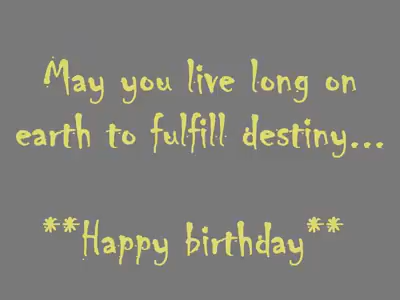 May you live long on
earth to fulfill destiny...
**Happy birthday**